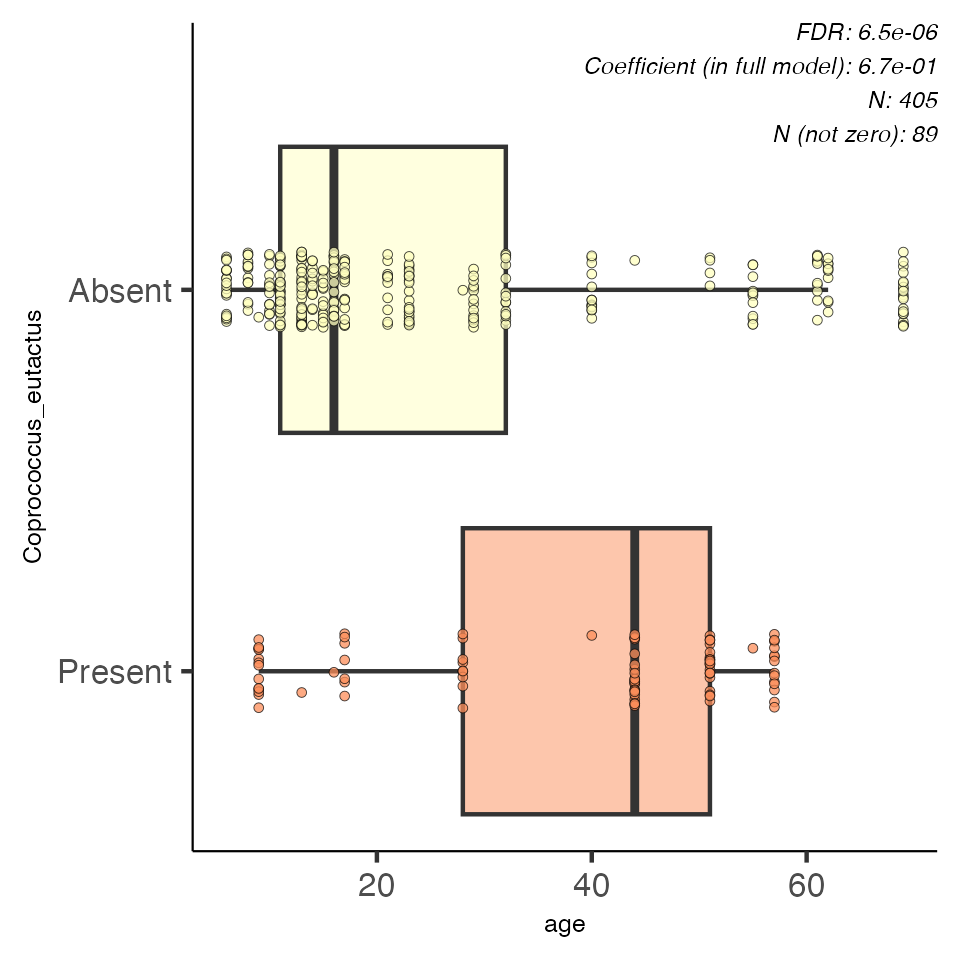 FDR: 6.5e-06
Coefficient (in full model): 6.7e-01
N: 405
N (not zero): 89
Coprococcus_eutactus
Absent
Present
20 40 60
age